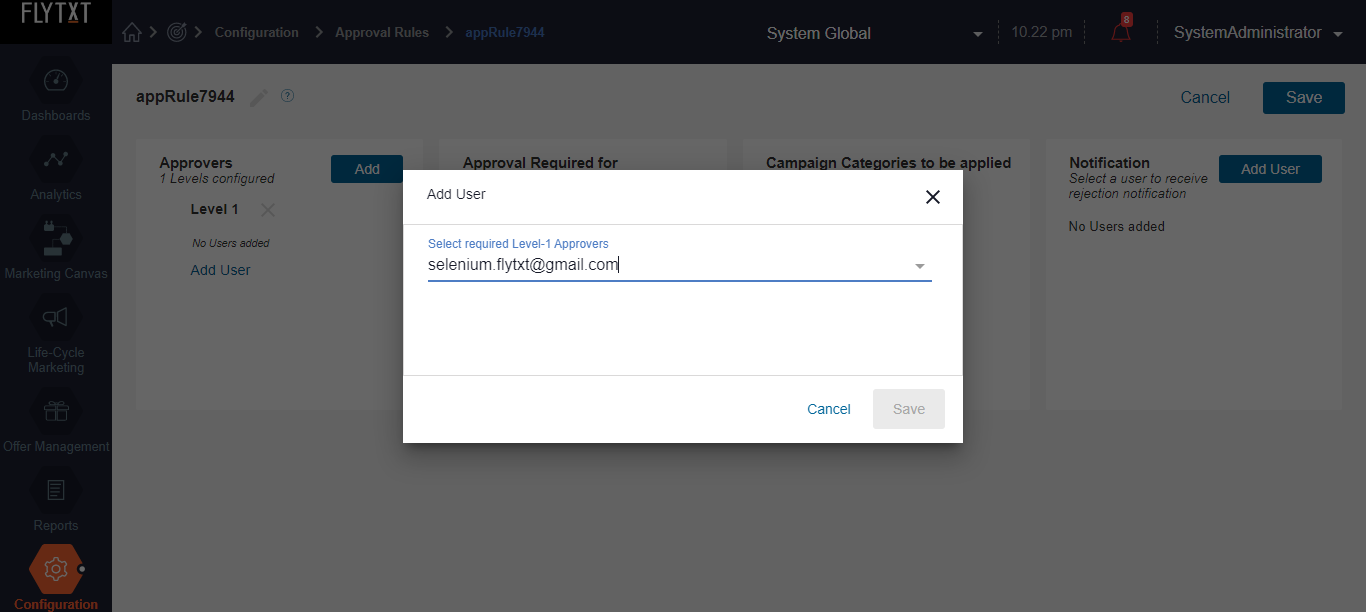 FLYTXT
Configuration
Approval Rules
appRule7944
System Global
10.22 pm
8
SystemAdministrator
Dashboards
Analytics
Marketing Canvas
Life-Cycle
Marketing
Offer Management
Reports
Configuration
appRule7944
?
Cancel
Save
Approvers
1 Levels configured
Add
Level 1
No Users added
Add User
Approval Required for
Campaign Categories to be applied
Notification
Select a user to receive
rejection notification
Add User
No Users added
Add User
Select required Level-1 Approvers
selenium.flytxt@gmail.com
Cancel
Save